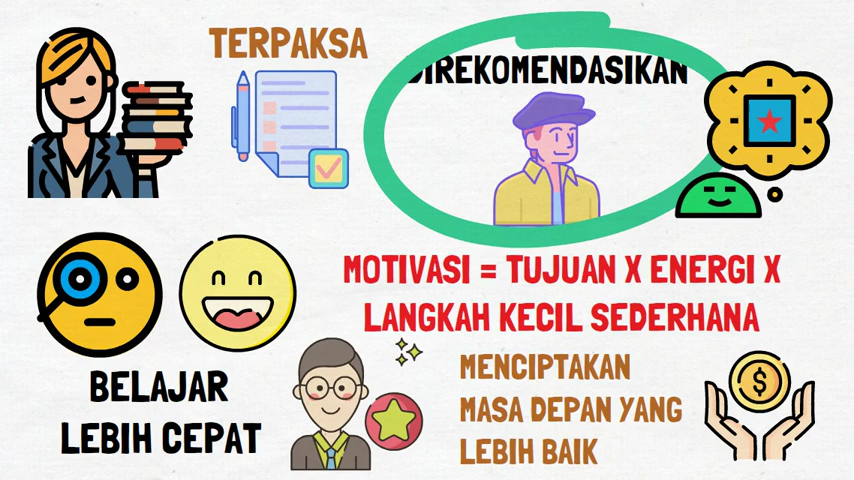 TERPAKSA
DIREKOMENDASIKAN
MOTIVASI = TUJUAN X ENERGI X
LANGKAH KECIL SEDERHANA
BELAJAR
LEBIH CEPAT
MENCIPTAKAN
MASA DEPAN YANG
LEBIH BAIK